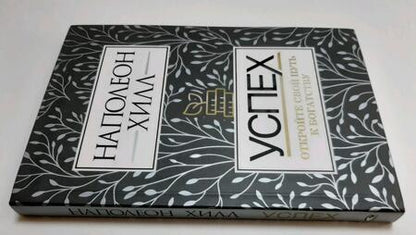 НАПОЛЕОН
ХИЛЛ
УСПЕХ
ОТКРОЙТЕ СВОЙ ПУТЬ
К БОГАТСТВУ
НАПОЛЕОН ХИЛЛ УСПЕХ